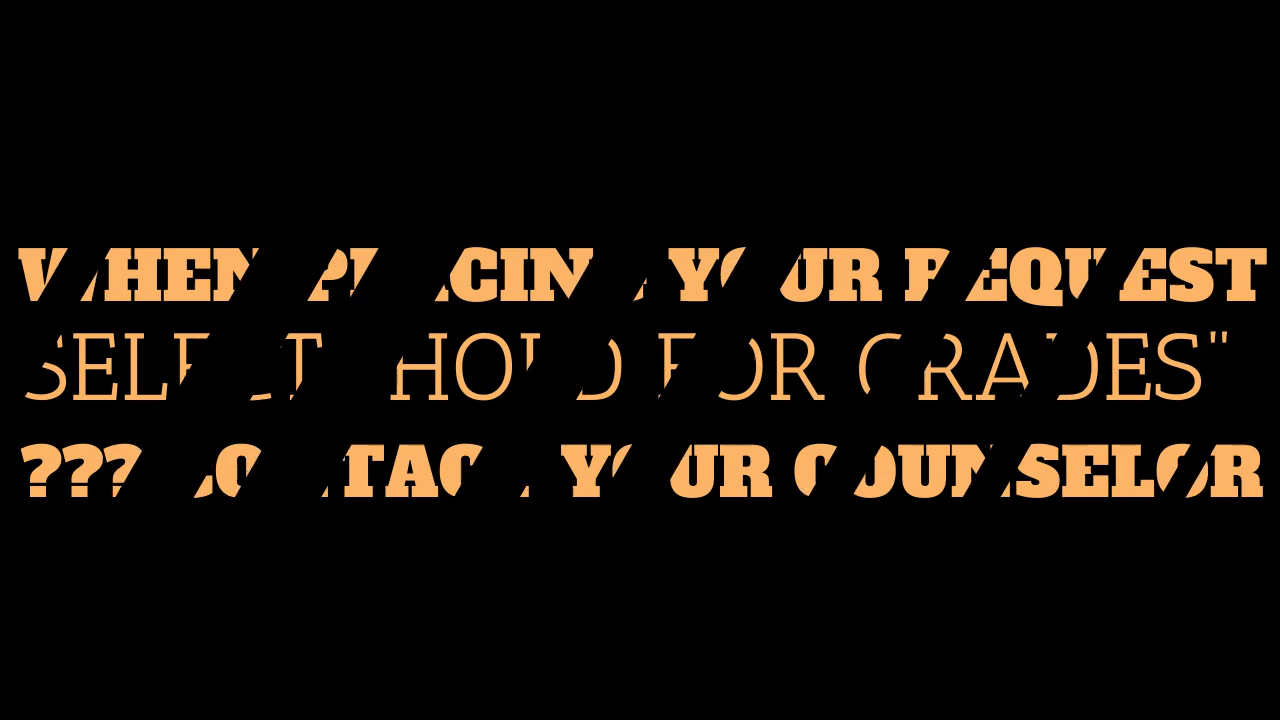 WHEN PLACING YOUR REQUEST
SELECT HOLD FOR GRADES"
??? CONTACT YOUR COUNSELOR